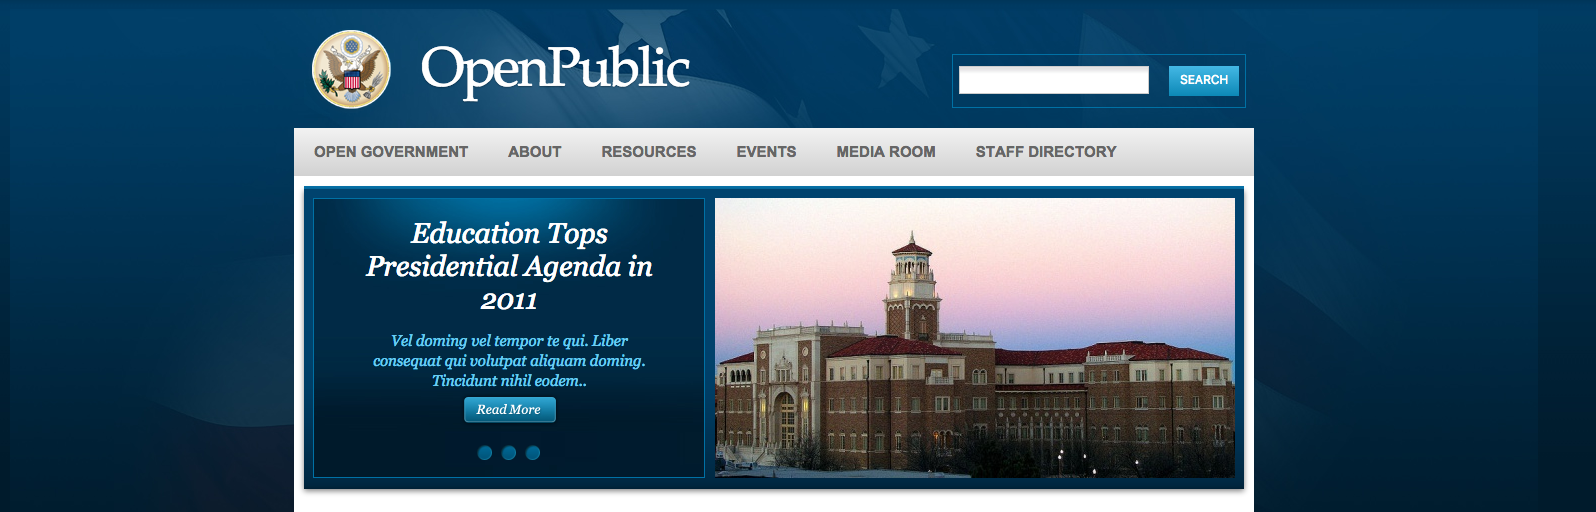 OpenPublic
SEARCH
OPEN GOVERNMENT ABOUT RESOURCES EVENTS MEDIA ROOM STAFF DIRECTORY
Education Tops
Presidential Agenda in
2011
Vel doming vel tempor te qui. Liber
consequat qui volutpat aliquam doming.
Tincidunt nihil eodem..
Read More